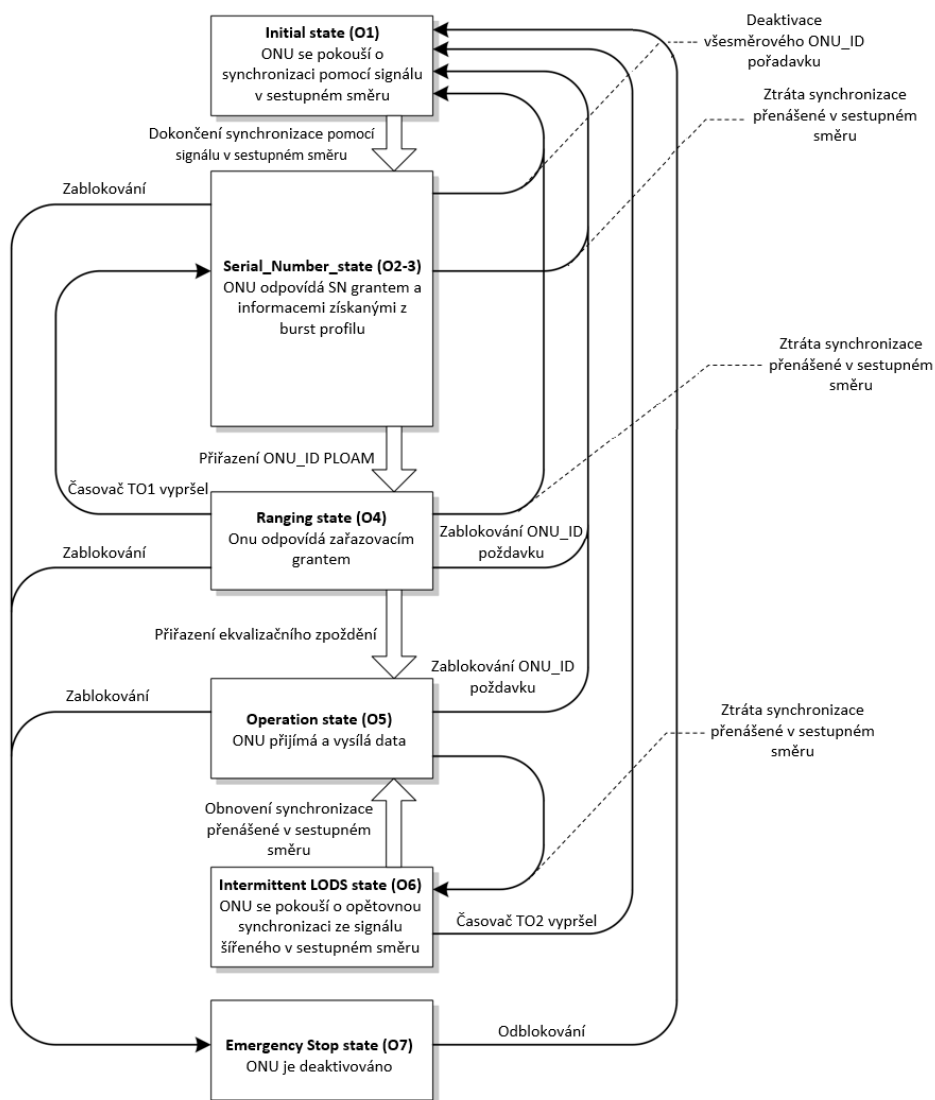 Initial state (O1)
ONU se pokouší o
synchronizaci pomocí signálu
v sestupném směru
Deaktivace
všesměrového ONU_ID
pořadavku
Ztráta synchronizace
přenášené v sestupném
směru
Dokončení synchronizace pomocí
signálu v sestupném směru
Zablokování
Serial_Number_state (O2-3)
ONU odpovídá SN grantem a
informacemi získanými z
burst profilu
Ztráta synchronizace
přenášené v sestupném
směru
Přiřazení ONU_ID PLOAM
Časovač TO1 vypršel
Ranging state (O4)
Onu odpovídá zařazovacím
grantem
Zablokování ONU_ID
poždavku
Zablokování
Přiřazení ekvalizačního zpoždění
Zablokování ONU_ID
poždavku
Zablokování
Operation state (O5)
ONU přijímá a vysílá data
Ztráta synchronizace
přenášené v sestupném
směru
Obnovení synchronizace
přenášené v sestupném
směru
Intermittent LODS state (O6)
ONU se pokouší o opětovnou
synchronizaci ze signálu
šířeného v sestupném směru
Časovač TO2 vypršel
Emergency Stop state (O7)
ONU je deaktivováno
Odblokování